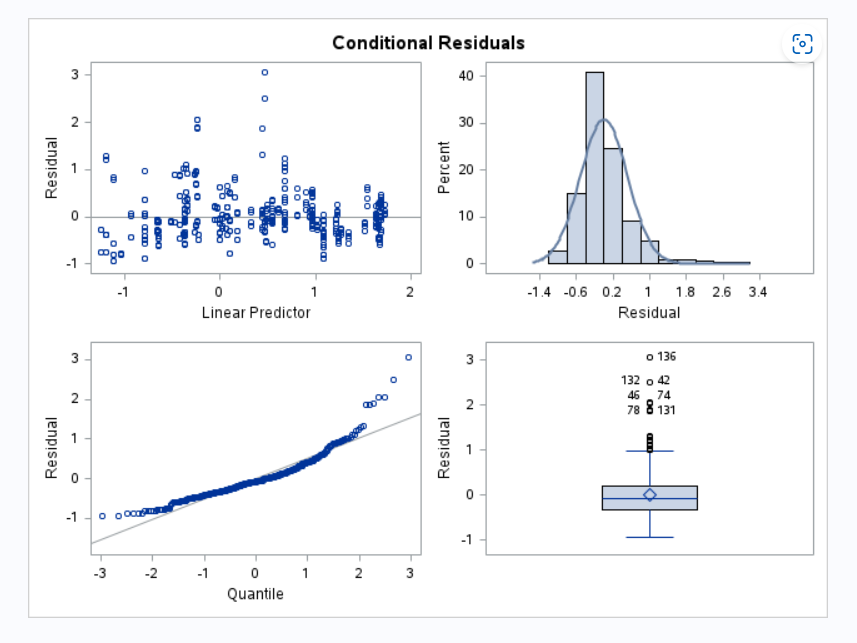 Conditional Residuals
3
2
1
0
-1
Residual
-1 0 1 2
Linear Predictor
40
30
20
10
0
Percent
-1.4 -0.6 0.2 1 1.8 2.6 3.4
Residual
3
2
1
0
-1
Residual
-3 -2 -1 0 1 2 3
Quantile
3
2
1
0
-1
Residual
136
132 42
46 74
78 131